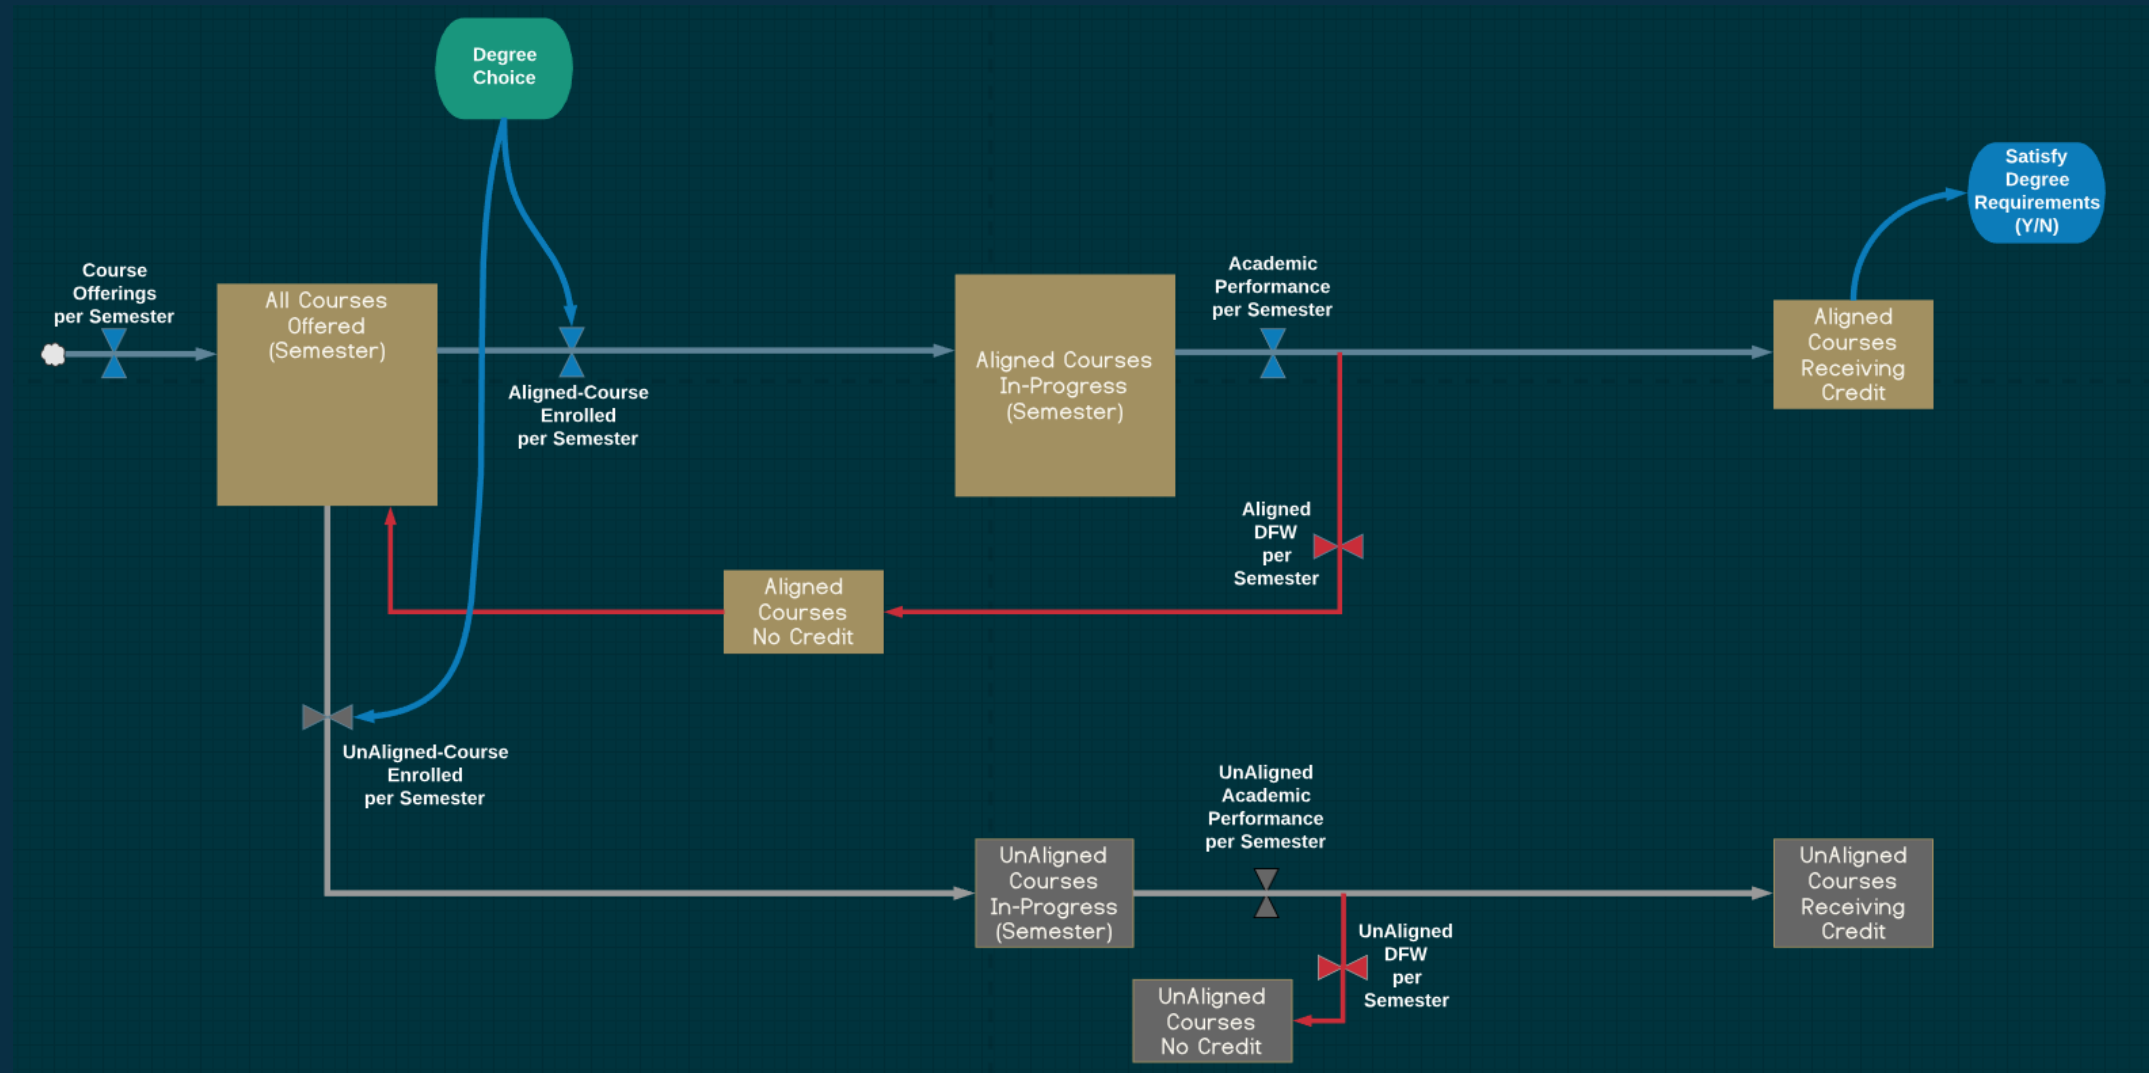 Degree
Choice
Satisfy
Degree
Requirements
(Y/N)
Course
Offerings
per Semester
All Courses
Offered
(Semester)
Aligned-Course
Enrolled
per Semester
Aligned Courses
In-Progress
(Semester)
Academic
Performance
per Semester
Aligned
Courses
Receiving
Credit
Aligned
DFW
per
Semester
Aligned
Courses
No Credit
UnAligned-Course
Enrolled
per Semester
UnAligned
Courses
In-Progress
(Semester)
UnAligned
Academic
Performance
per Semester
UnAligned
Courses
Receiving
Credit
UnAligned
DFW
per
Semester
UnAligned
Courses
No Credit